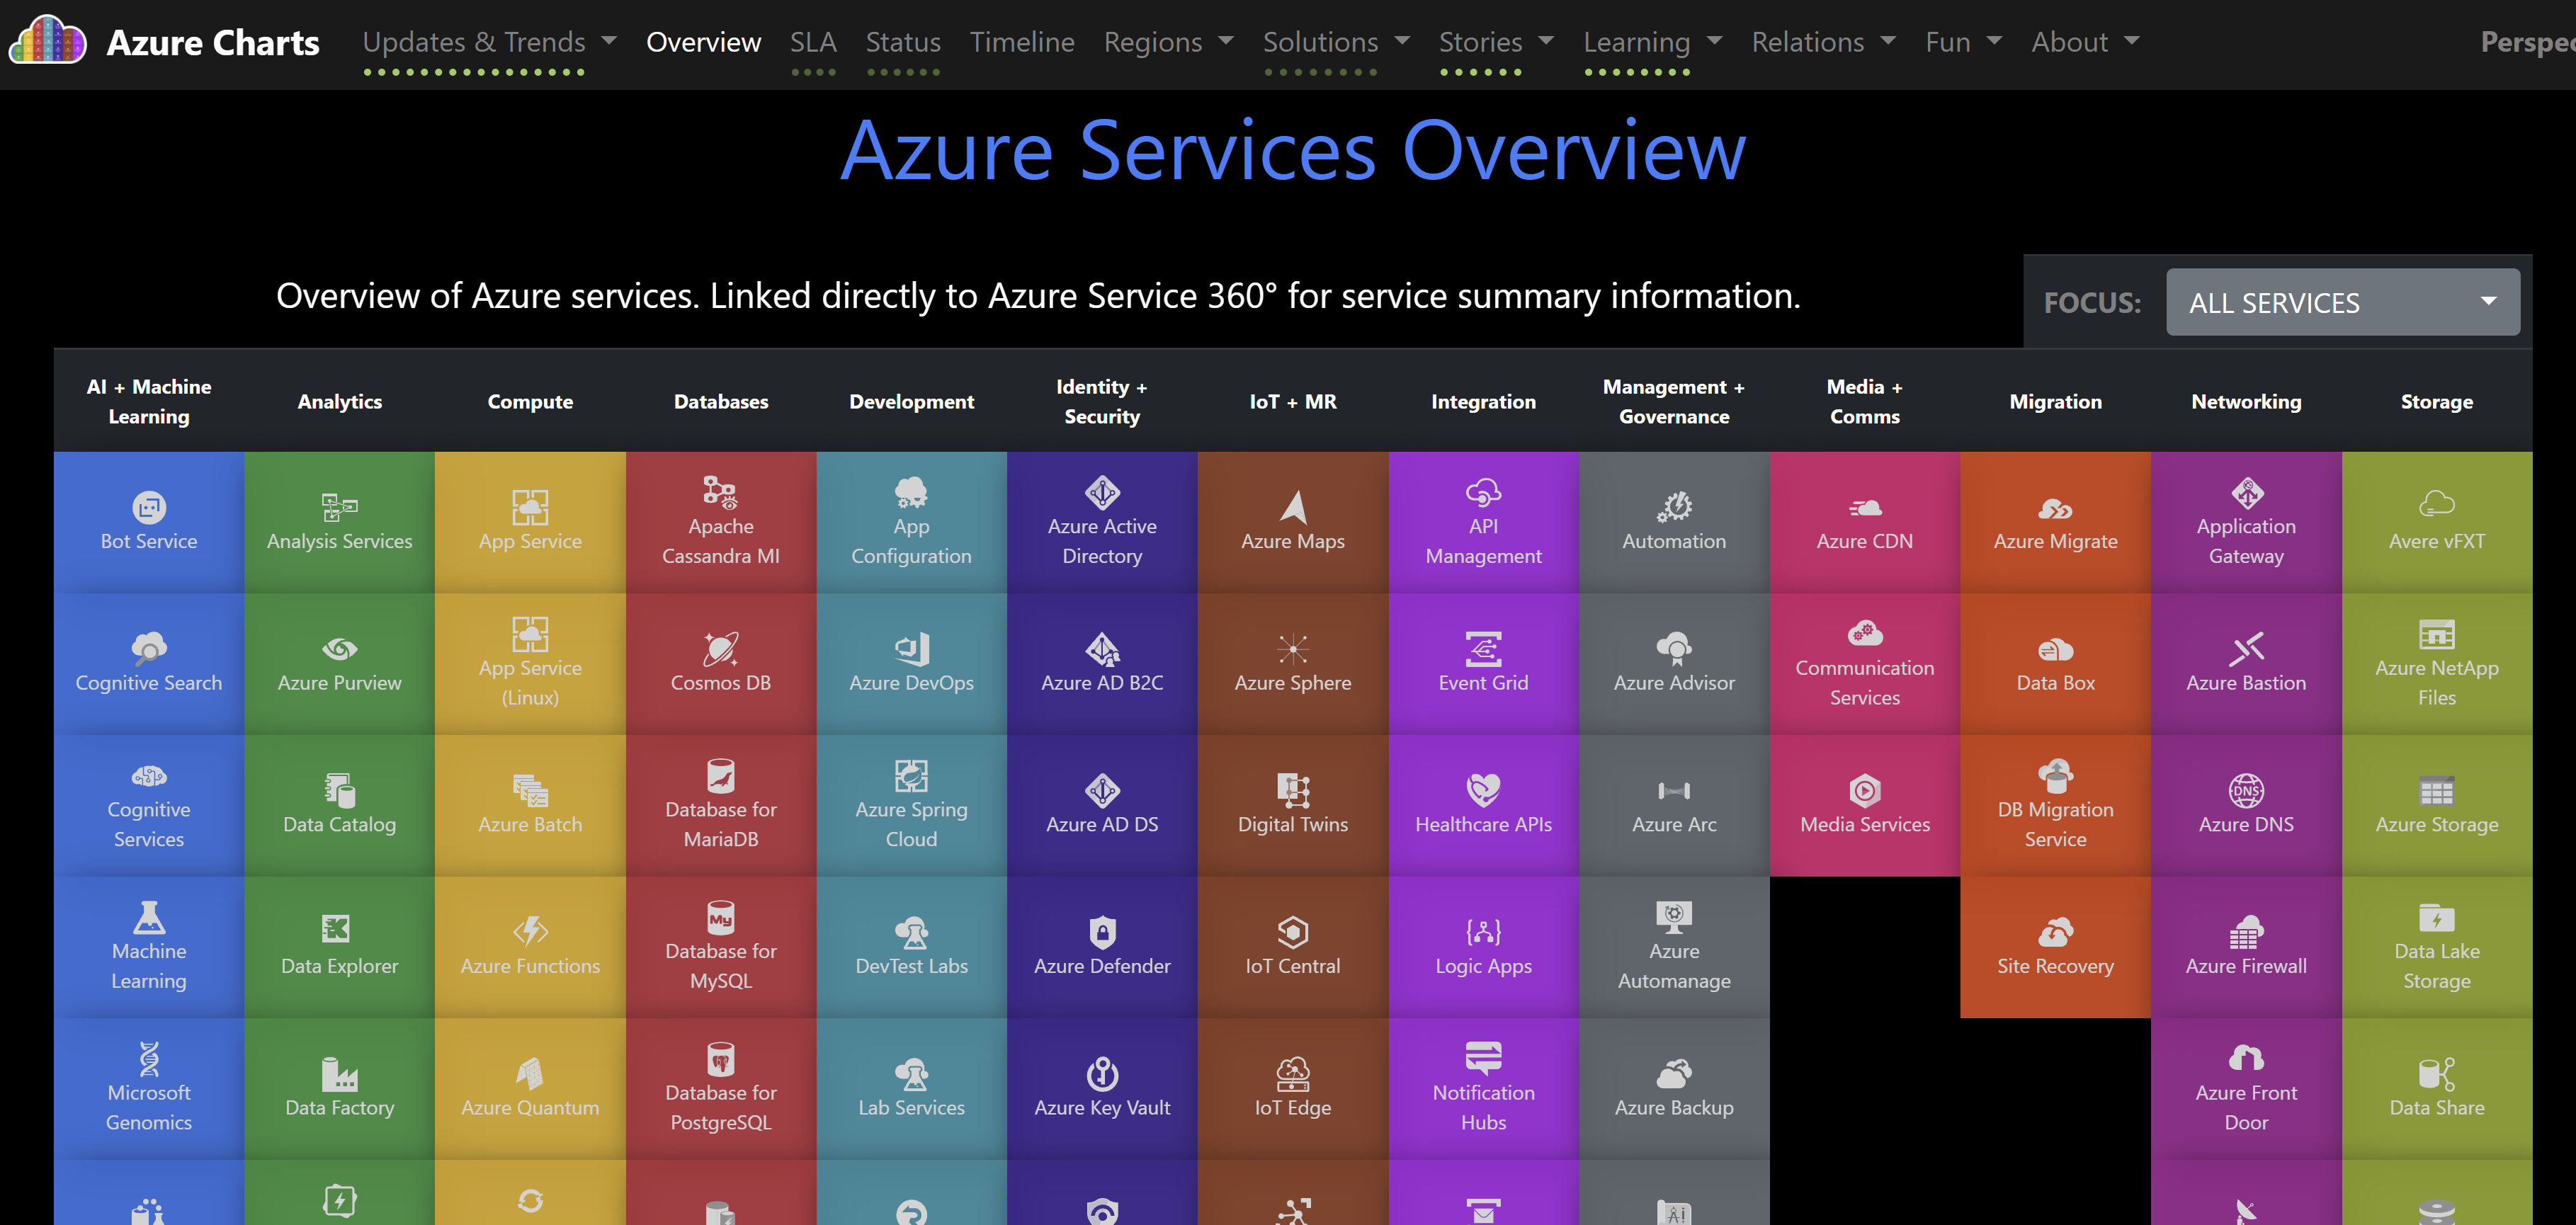 Azure Charts
Updates & Trends
Overview
SLA
Status
Timeline
Regions
Solutions
Stories
Learning
Relations
Fun
About
Perspec
Azure Services Overview
Overview of Azure services. Linked directly to Azure Service 360° for service summary information.
FOCUS:
ALL SERVICES
AI + Machine
Learning
Analytics
Compute
Databases
Development
Identity +
Security
IoT + MR
Integration
Management +
Governance
Media +
Comms
Migration
Networking
Storage
Bot Service
Analysis Services
App Service
Apache
Cassandra MI
App
Configuration
Azure Active
Directory
Azure Maps
API
Management
Automation
Azure CDN
Azure Migrate
Application
Gateway
Avere vFXT
Cognitive Search
Azure Purview
App Service
(Linux)
Cosmos DB
Azure DevOps
Azure AD B2C
Azure Sphere
Event Grid
Azure Advisor
Communication
Services
Data Box
Azure Bastion
Azure NetApp
Files
Cognitive
Services
Data Catalog
Azure Batch
Database for
MariaDB
Azure Spring
Cloud
Azure AD DS
Digital Twins
Healthcare APIs
Azure Arc
Media Services
DB Migration
Service
DNS
Azure DNS
Azure Storage
Machine
Learning
Data Explorer
Azure Functions
My
Database for
MySQL
DevTest Labs
Azure Defender
IoT Central
Logic Apps
Azure
Automanage
Site Recovery
Azure Firewall
Data Lake
Storage
Microsoft
Genomics
Data Factory
Azure Quantum
Database for
PostgreSQL
Lab Services
Azure Key Vault
IoT Edge
Notification
Hubs
Azure Backup
Azure Front
Door
Data Share